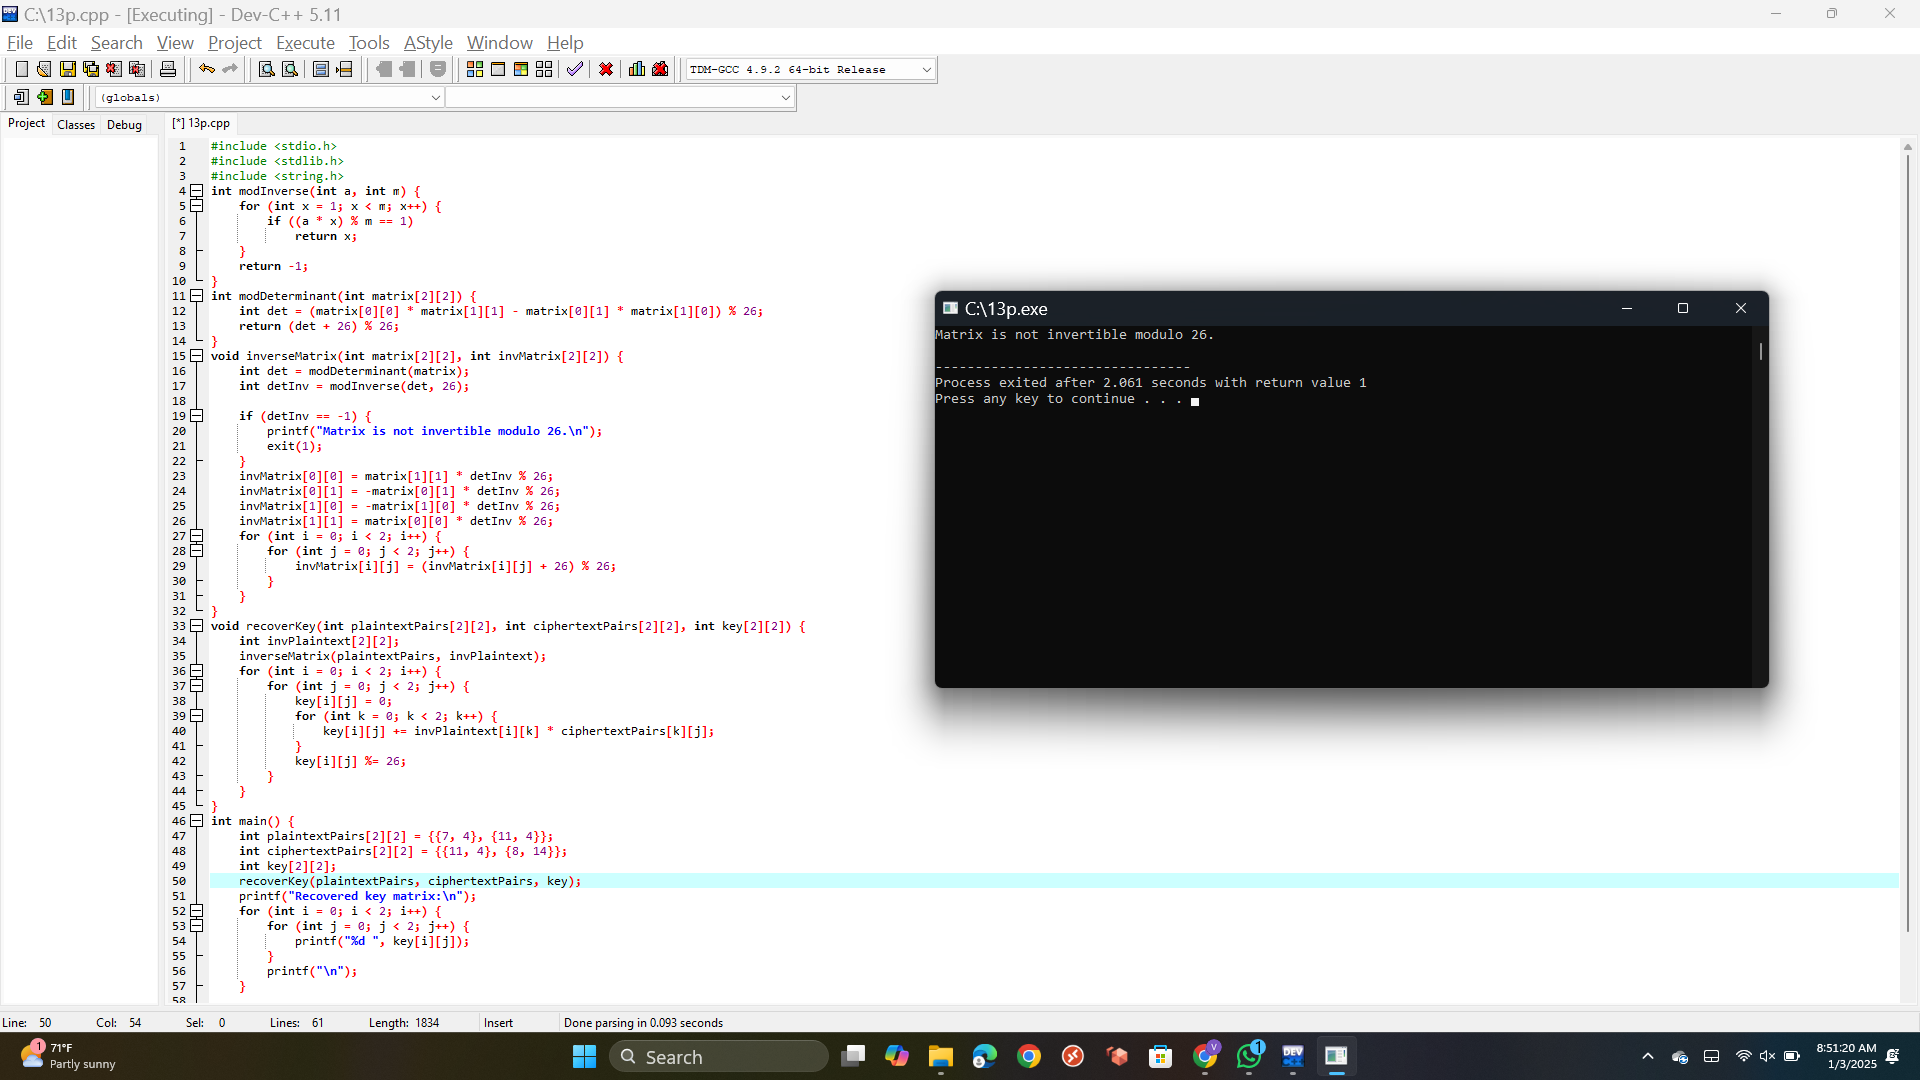 C:\13p.cpp - [Executing] - Dev-C++ 5.11
File Edit Search View Project Execute Tools AStyle Window Help
TDM-GCC 4.9.2 64-bit Release
(globals)
Project Classes Debug
[*] 13p.cpp
1 #include <stdio.h>
2 #include <stdlib.h>
3 #include <string.h>
4 int modInverse(int a, int m) {
5 for (int x = 1; x < m; x++) {
6 if ((a * x) % m == 1)
7 return x;
8 }
9 return -1;
10 }
11 int modDeterminant(int matrix[2][2]) {
12 int det = (matrix[0][0] * matrix[1][1] - matrix[0][1] * matrix[1][0]) % 26;
13 return (det + 26) % 26;
14 }
15 void inverseMatrix(int matrix[2][2], int invMatrix[2][2]) {
16 int det = modDeterminant(matrix);
17 int detInv = modInverse(det, 26);
18
19 if (detInv == -1) {
20 printf("Matrix is not invertible modulo 26.\n");
21 exit(1);
22 }
23 invMatrix[0][0] = matrix[1][1] * detInv % 26;
24 invMatrix[0][1] = -matrix[0][1] * detInv % 26;
25 invMatrix[1][0] = -matrix[1][0] * detInv % 26;
26 invMatrix[1][1] = matrix[0][0] * detInv % 26;
27 for (int i = 0; i < 2; i++) {
28 for (int j = 0; j < 2; j++) {
29 invMatrix[i][j] = (invMatrix[i][j] + 26) % 26;
30 }
31 }
32 }
33 void recoverKey(int plaintextPairs[2][2], int ciphertextPairs[2][2], int key[2][2]) {
34 int invPlaintext[2][2];
35 inverseMatrix(plaintextPairs, invPlaintext);
36 for (int i = 0; i < 2; i++) {
37 for (int j = 0; j < 2; j++) {
38 key[i][j] = 0;
39 for (int k = 0; k < 2; k++) {
40 key[i][j] += invPlaintext[i][k] * ciphertextPairs[k][j];
41 }
42 key[i][j] %= 26;
43 }
44 }
45 }
46 int main() {
47 int plaintextPairs[2][2] = {{7, 4}, {11, 4}};
48 int ciphertextPairs[2][2] = {{11, 4}, {8, 14}};
49 int key[2][2];
50 recoverKey(plaintextPairs, ciphertextPairs, key);
51 printf("Recovered key matrix:\n");
52 for (int i = 0; i < 2; i++) {
53 for (int j = 0; j < 2; j++) {
54 printf("%d ", key[i][j]);
55 }
56 printf("\n");
57 }
58
C:\13p.exe
Matrix is not invertible modulo 26.
--------------------------------
Process exited after 2.061 seconds with return value 1
Press any key to continue . . .
Line: 50 Col: 54 Sel: 0 Lines: 61 Length: 1834 Insert Done parsing in 0.093 seconds
1
71°F
Partly sunny
Search
V
1
DEV
8:51:20 AM
1/3/2025